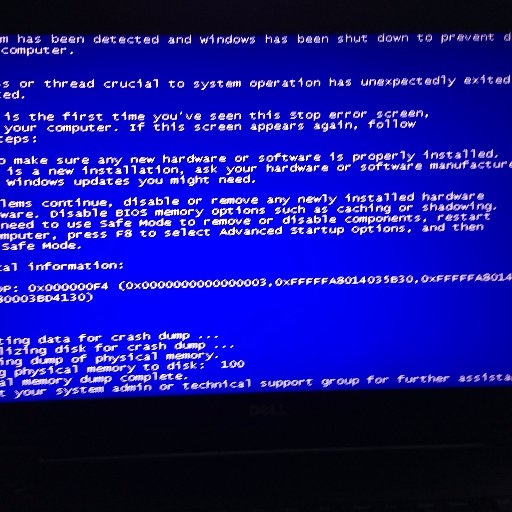 m has been detected and windows has been shut down to prevent d
computer.
s or thread crucial to system operation has unexpectedly exited
ted.
is the first time you've seen this Stop error screen,
your computer. If this screen appears again, follow
teps:
o make sure any new hardware or software is properly installed.
is a new installation, ask your hardware or software manufacture
windows updates you might need.
lems continue, disable or remove any newly installed hardware
ware. Disable BIOS memory options such as caching or shadowing.
need to use Safe Mode to remove or disable components, restart
mputer, press F8 to select Advanced Startup Options, and then
Safe Mode.
cal information:
OP: 0x000000F4 (0x0000000000000003,0xFFFFFA8014035B30,0xFFFFFA8014
80003BD4130)
ting data for crash dump ...
lizing disk for crash dump ...
ing dump of physical memory.
g physical memory to disk: 100
al memory dump complete.
t your system admin or technical support group for further assista
DELL